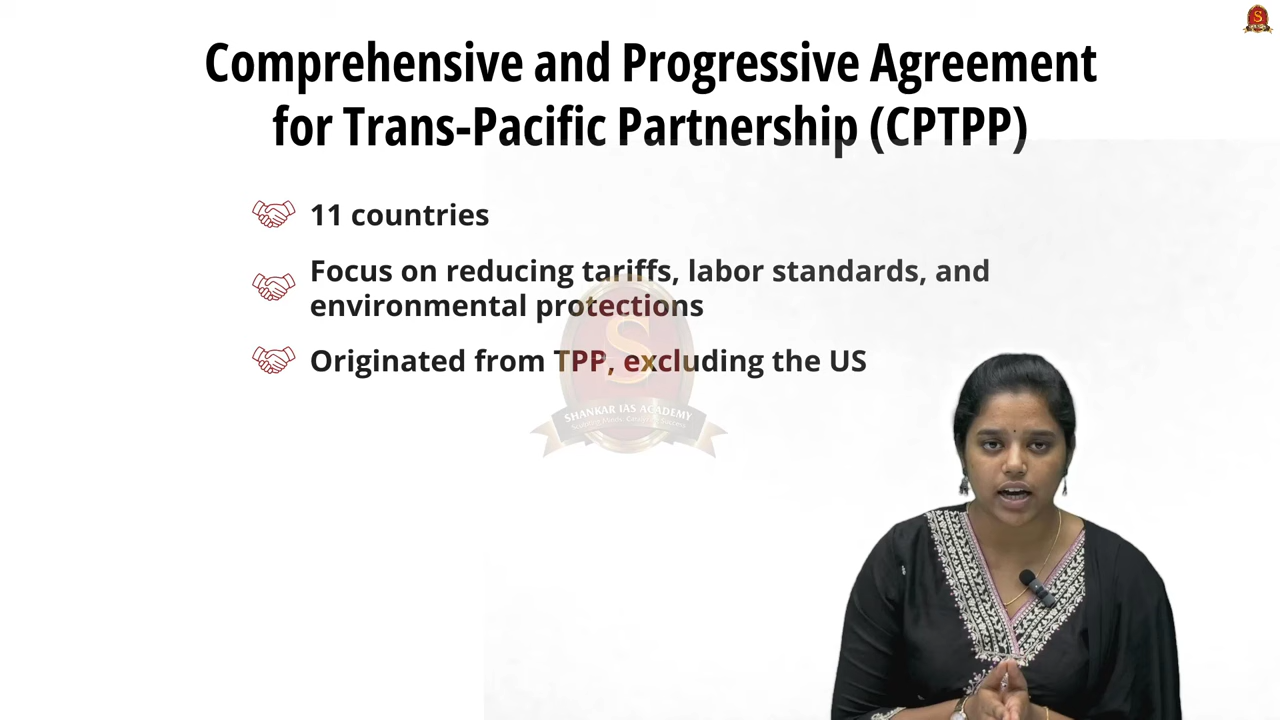 Comprehensive and Progressive Agreement
for Trans-Pacific Partnership (CPTPP)
11 countries
Focus on reducing tariffs, labor standards, and
environmental protections
Originated from TPP, excluding the US
S
SHANKAR IAS ACADEMY